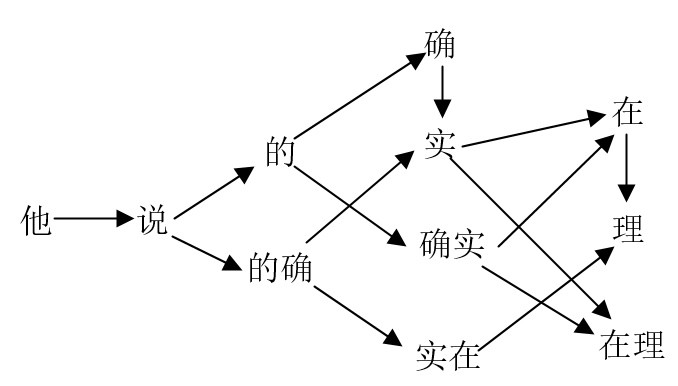 确
在
的
实
他
说
理
确实
的确
实在
在理